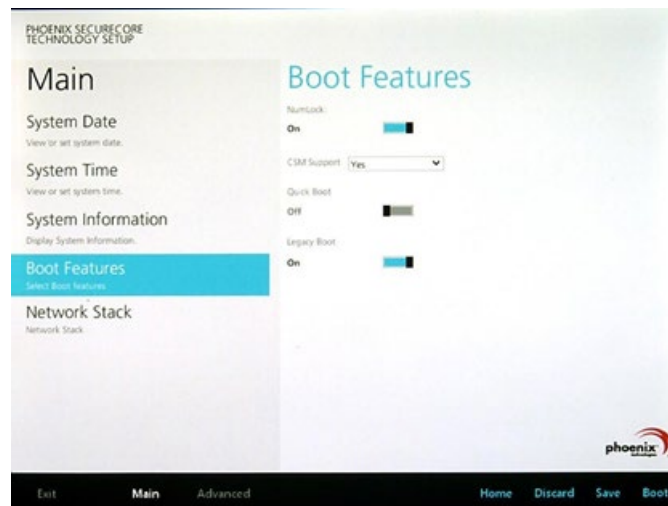 PHOENIX SECURECORE
TECHNOLOGY SETUP
Main
System Date
View or set system date.
System Time
View or set system time.
System Information
Display System Information.
Boot Features
Select Boot features
Network Stack
Network Stack
Boot Features
NumLock
On
CSM Support Yes
Quick Boot
Off
Legacy Boot
On
phoenix
Exit Main Advanced Home Discard Save Boot